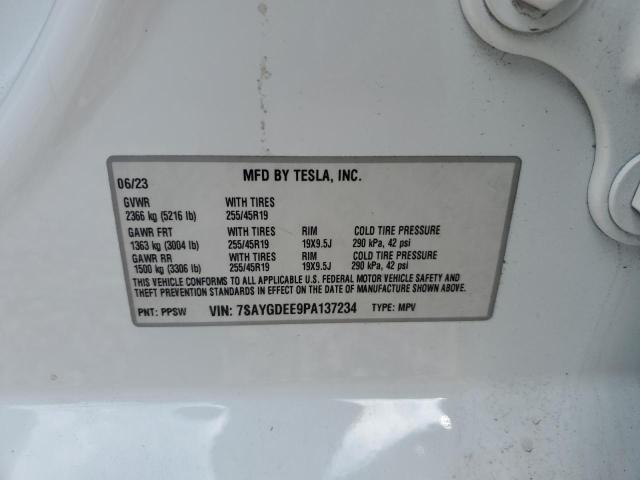 06/23 MFD BY TESLA, INC.
GVWR WITH TIRES
2366 kg (5216 lb) 255/45R19
GAWR FRT WITH TIRES RIM COLD TIRE PRESSURE
1363 kg (3004 lb) 255/45R19 19X9.5J 290 kPa, 42 psi
GAWR RR WITH TIRES RIM COLD TIRE PRESSURE
1500 kg (3306 lb) 255/45R19 19X9.5J 290 kPa, 42 psi
THIS VEHICLE CONFORMS TO ALL APPLICABLE U.S. FEDERAL MOTOR VEHICLE SAFETY AND
THEFT PREVENTION STANDARDS IN EFFECT ON THE DATE OF MANUFACTURE SHOWN ABOVE.
PNT: PPSW VIN: 7SAYGDEE9PA137234 TYPE: MPV